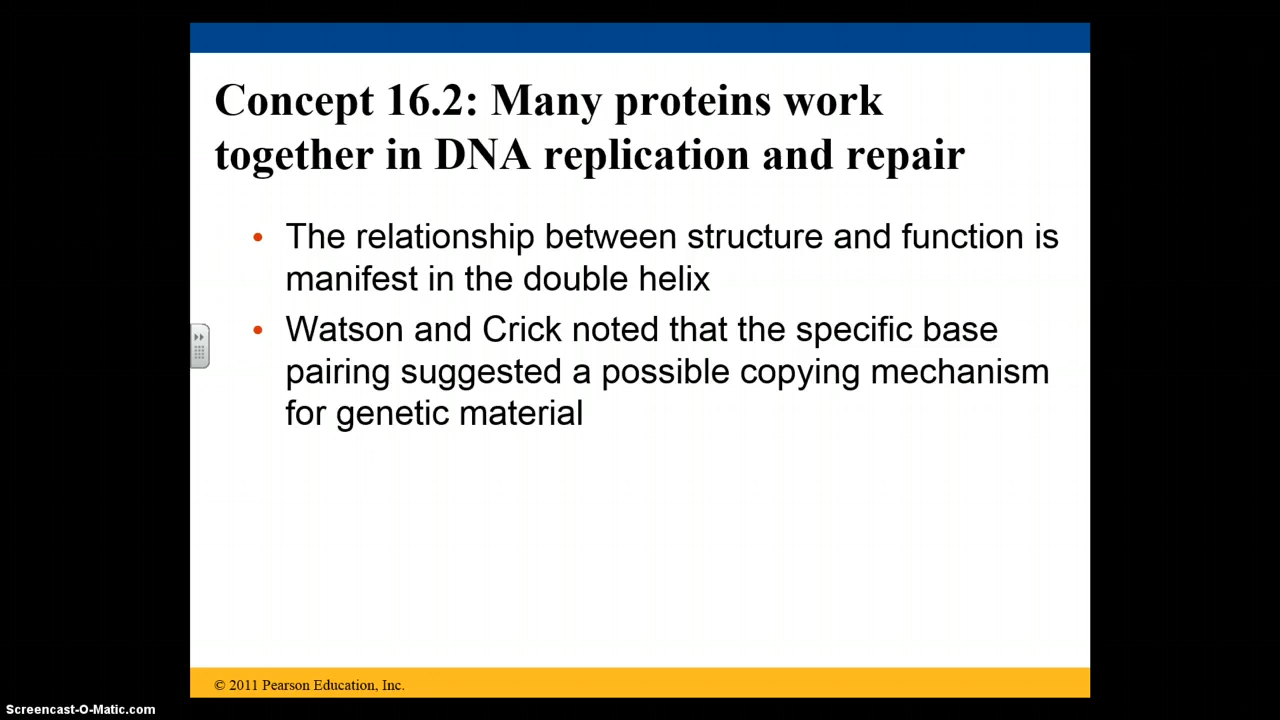 Concept 16.2: Many proteins work
together in DNA replication and repair
• The relationship between structure and function is
manifest in the double helix
• Watson and Crick noted that the specific base
pairing suggested a possible copying mechanism
for genetic material
© 2011 Pearson Education, Inc.
Screencast-O-Matic.com